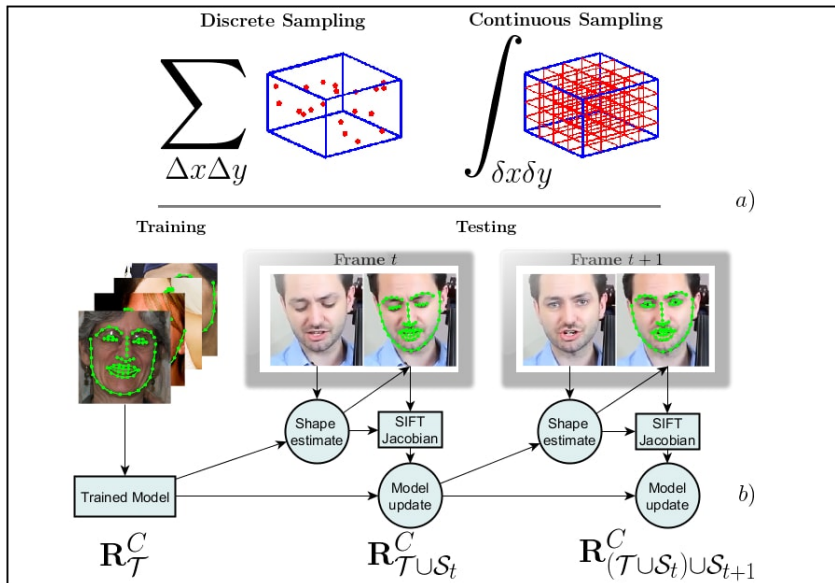 Discrete Sampling Continuous Sampling
∑ ΔxΔy ∫ δxδy
a)
Training Testing
Frame t Frame t + 1
Shape estimate SIFT Jacobian Shape estimate SIFT Jacobian
Trained Model Model update Model update b)
R^C_T R^C_{T∪S_t} R^C_{(T∪S_t)∪S_{t+1}}